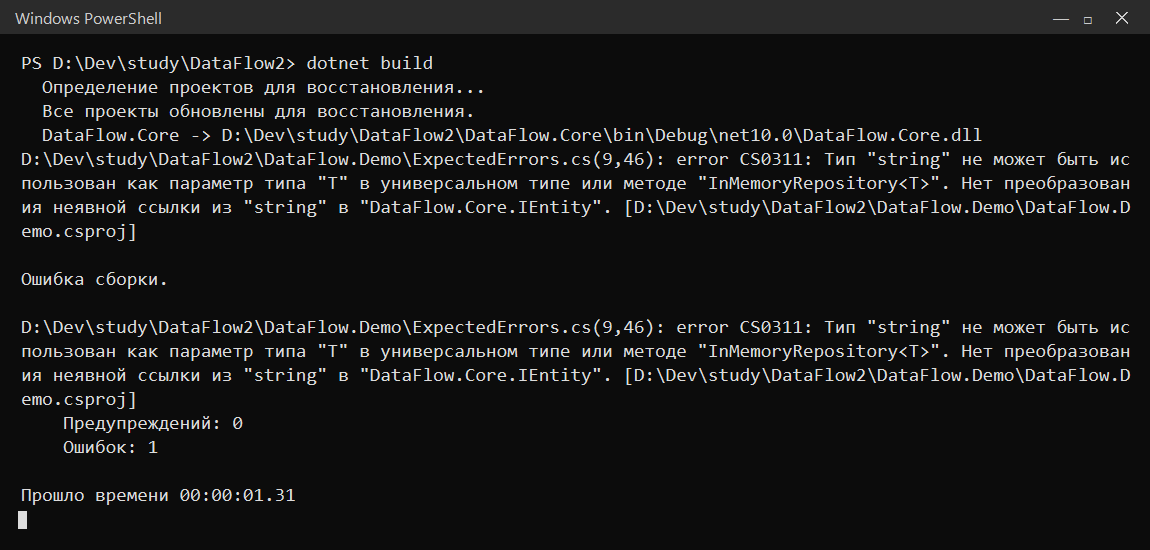 Windows PowerShell
PS D:\Dev\study\DataFlow2> dotnet build
  Определение проектов для восстановления...
  Все проекты обновлены для восстановления.
  DataFlow.Core -> D:\Dev\study\DataFlow2\DataFlow.Core\bin\Debug\net10.0\DataFlow.Core.dll
D:\Dev\study\DataFlow2\DataFlow.Demo\ExpectedErrors.cs(9,46): error CS0311: Тип "string" не может быть ис
пользован как параметр типа "T" в универсальном типе или методе "InMemoryRepository<T>". Нет преобразован
ия неявной ссылки из "string" в "DataFlow.Core.IEntity". [D:\Dev\study\DataFlow2\DataFlow.Demo\DataFlow.D
emo.csproj]
Ошибка сборки.
D:\Dev\study\DataFlow2\DataFlow.Demo\ExpectedErrors.cs(9,46): error CS0311: Тип "string" не может быть ис
пользован как параметр типа "T" в универсальном типе или методе "InMemoryRepository<T>". Нет преобразован
ия неявной ссылки из "string" в "DataFlow.Core.IEntity". [D:\Dev\study\DataFlow2\DataFlow.Demo\DataFlow.D
emo.csproj]
    Предупреждений: 0
    Ошибок: 1
Прошло времени 00:00:01.31